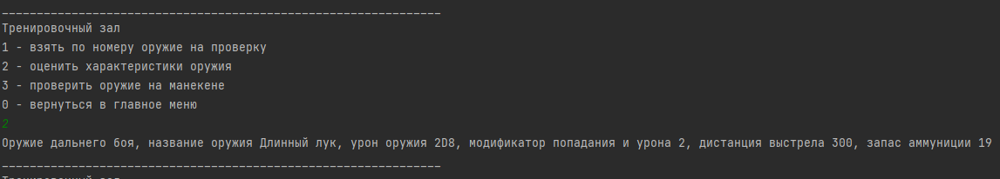 _______________________________________________________________
Тренировочный зал
1 - взять по номеру оружие на проверку
2 - оценить характеристики оружия
3 - проверить оружие на манекене
0 - вернуться в главное меню
2
Оружие дальнего боя, название оружия Длинный лук, урон оружия 2D8, модификатор попадания и урона 2, дистанция выстрела 300, запас аммуниции 19
_______________________________________________________________